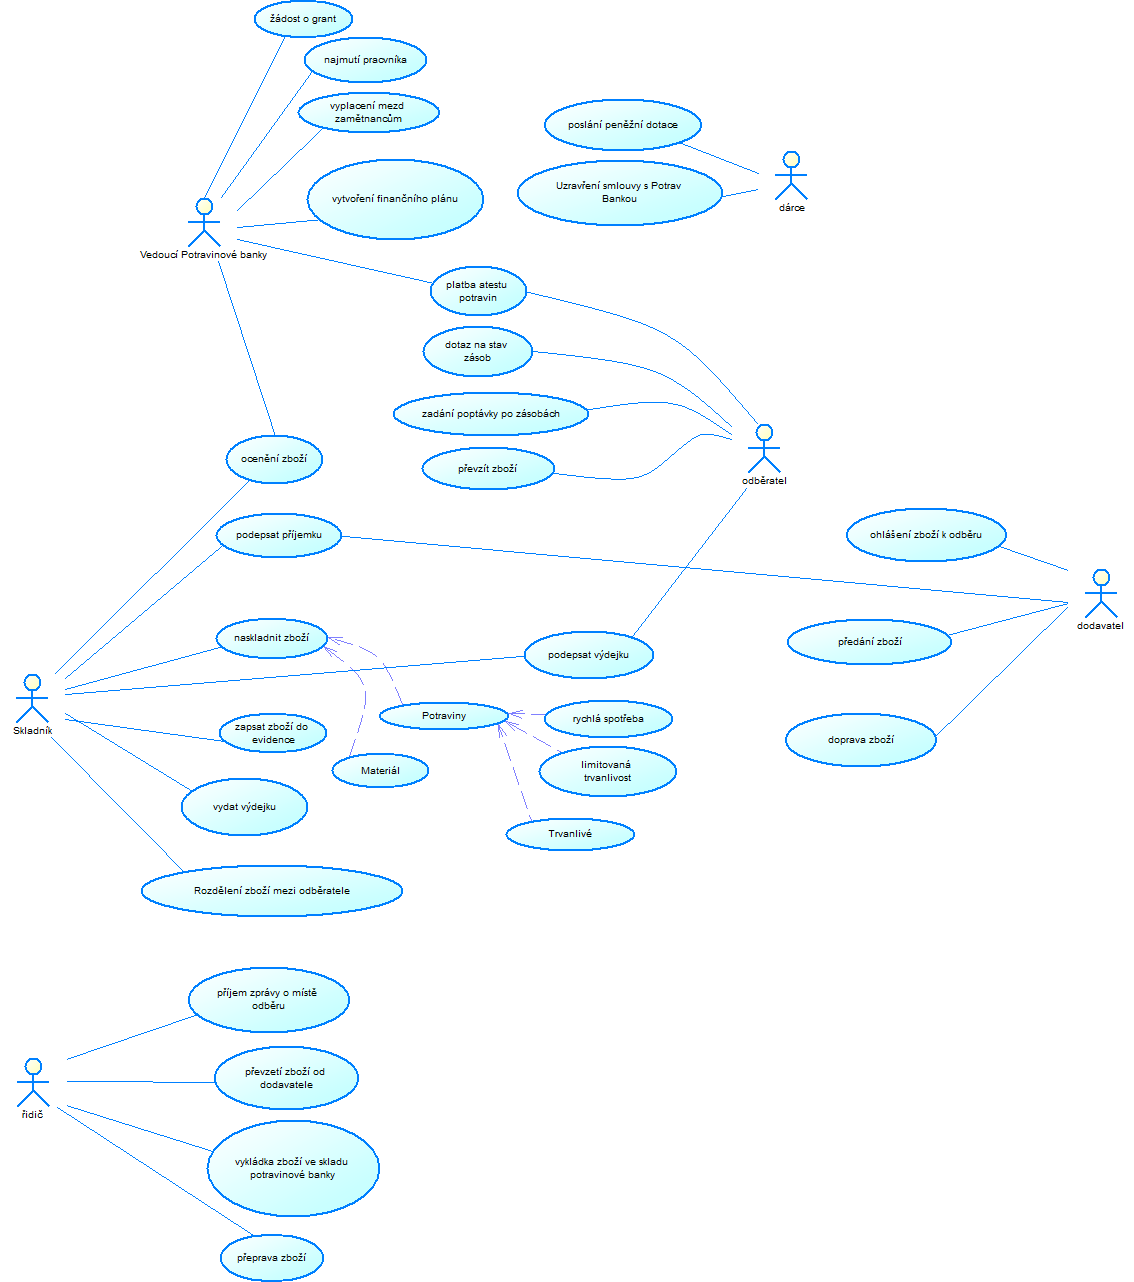 žádost o grant
najmutí pracvníka
vyplacení mezd
zamětnancům
poslání peněžní dotace
Uzravření smlouvy s Potrav
Bankou
dárce
vytvoření finančního plánu
Vedoucí Potravinové banky
platba atestu
potravin
dotaz na stav
zásob
zadání poptávky po zásobách
převzít zboží
odběratel
ocenění zboží
podepsat příjemku
ohlášení zboží k odběru
dodavatel
naskladnit zboží
podepsat výdejku
předání zboží
Skladník
Potraviny
rychlá spotřeba
zapsat zboží do
evidence
doprava zboží
Materiál
limitovaná
trvanlivost
vydat výdejku
Trvanlivé
Rozdělení zboží mezi odběratele
příjem zprávy o místě
odběru
převzetí zboží od
dodavatele
řidič
vykládka zboží ve skladu
potravinové banky
přeprava zboží